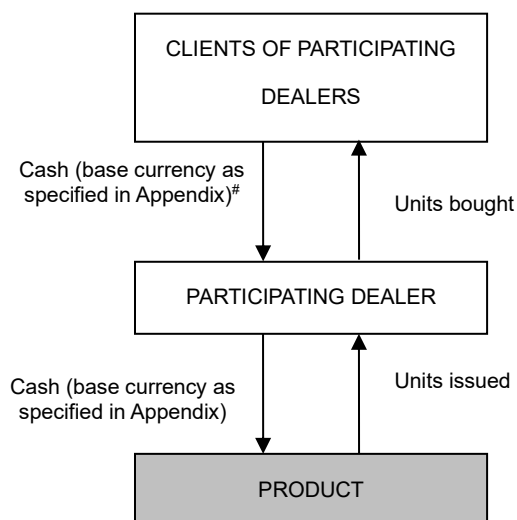 CLIENTS OF PARTICIPATING
DEALERS
Cash (base currency as
specified in Appendix)#
Units bought
PARTICIPATING DEALER
Cash (base currency as
specified in Appendix)
Units issued
PRODUCT